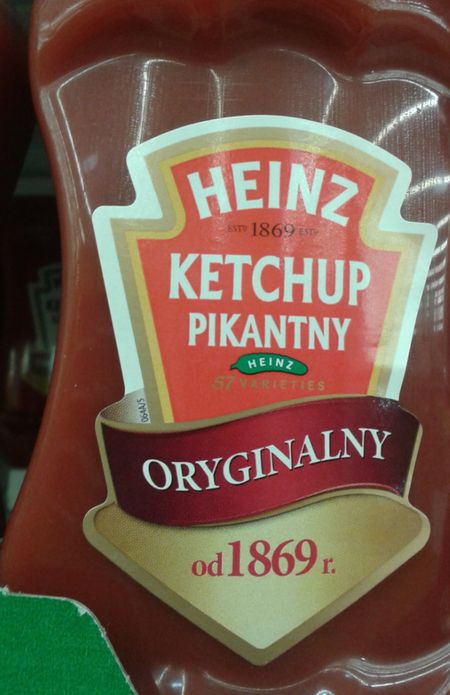 HEINZ
ESTD 1869 ESTD
KETCHUP
PIKANTNY
HEINZ
57 VARIETIES
ORYGINALNY
od 1869 r.